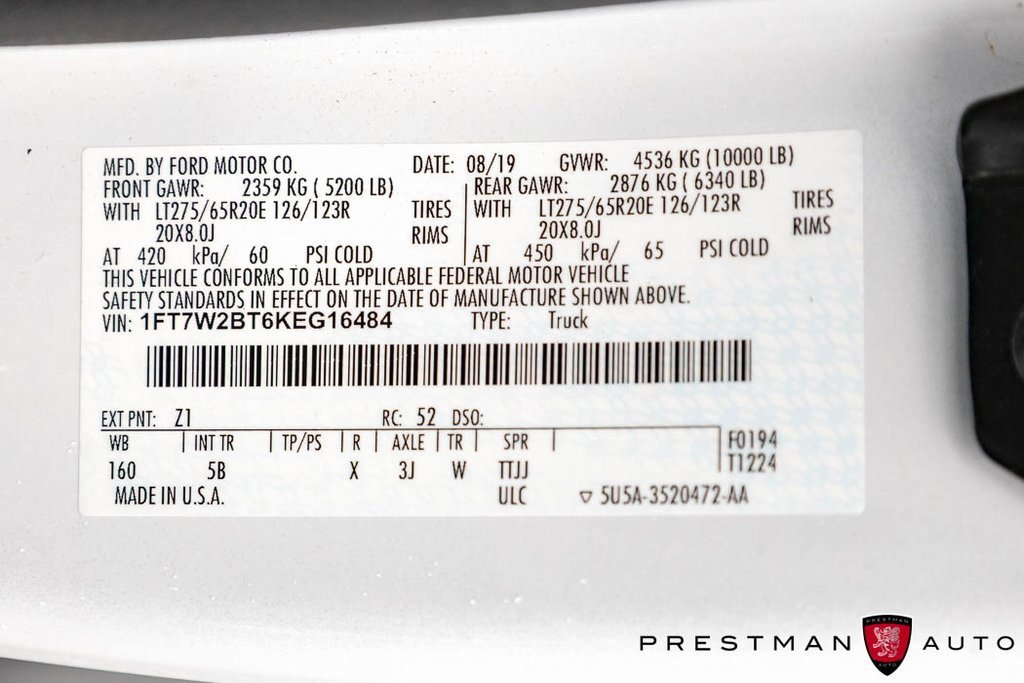 MFD. BY FORD MOTOR CO. DATE: 08/19 GVWR: 4536 KG (10000 LB)
FRONT GAWR: 2359 KG ( 5200 LB) REAR GAWR: 2876 KG ( 6340 LB)
WITH LT275/65R20E 126/123R TIRES WITH LT275/65R20E 126/123R TIRES
20X8.0J RIMS 20X8.0J RIMS
AT 420 kPa/ 60 PSI COLD AT 450 kPa/ 65 PSI COLD
THIS VEHICLE CONFORMS TO ALL APPLICABLE FEDERAL MOTOR VEHICLE
SAFETY STANDARDS IN EFFECT ON THE DATE OF MANUFACTURE SHOWN ABOVE.
VIN: 1FT7W2BT6KEG16484 TYPE: Truck
EXT PNT: Z1 RC: 52 DSO:
WB INT TR TP/PS R AXLE TR SPR F0194
160 5B X 3J W TTJJ T1224
MADE IN U.S.A. ULC ▽ 5U5A-3520472-AA
PRESTMAN
PRESTMAN AUTO